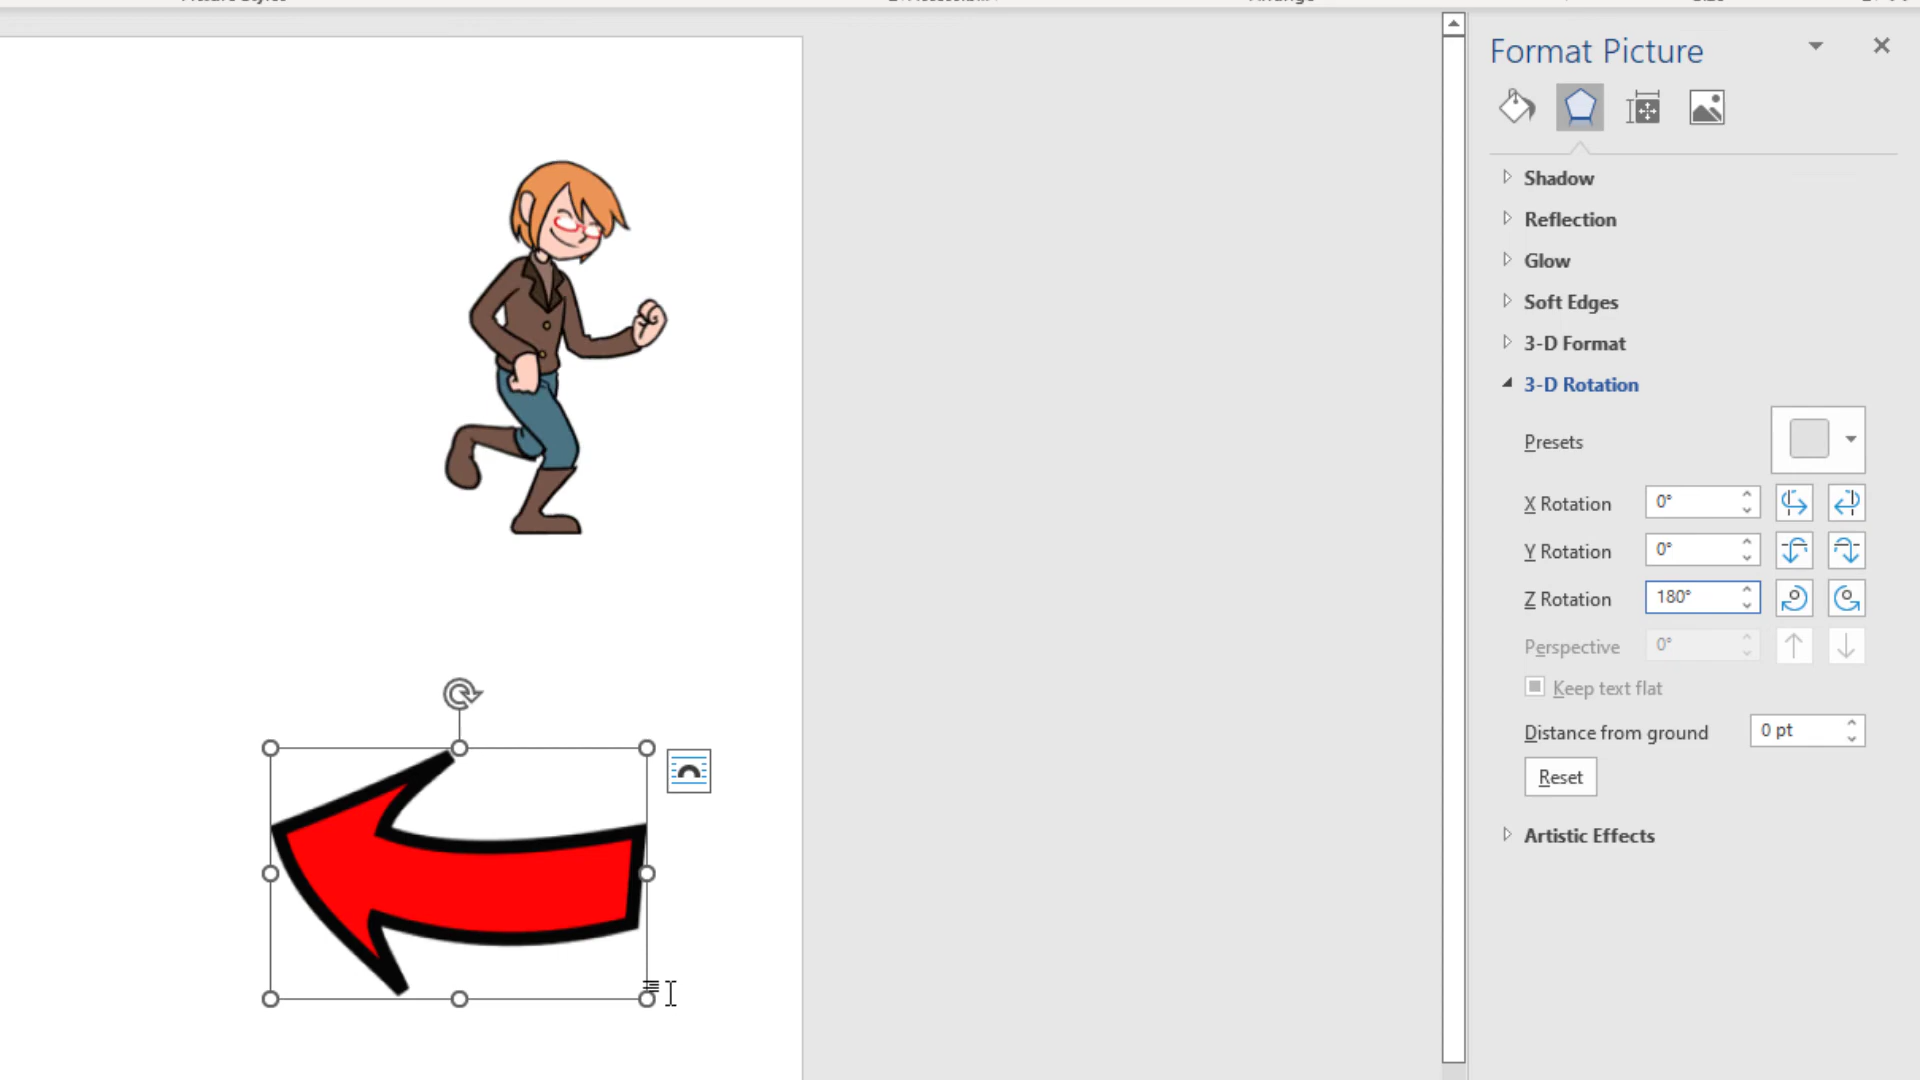 Format Picture
Shadow
Reflection
Glow
Soft Edges
3-D Format
3-D Rotation
Presets
X Rotation 0°
Y Rotation 0°
Z Rotation 180°
Perspective 0°
Keep text flat
Distance from ground 0 pt
Reset
Artistic Effects